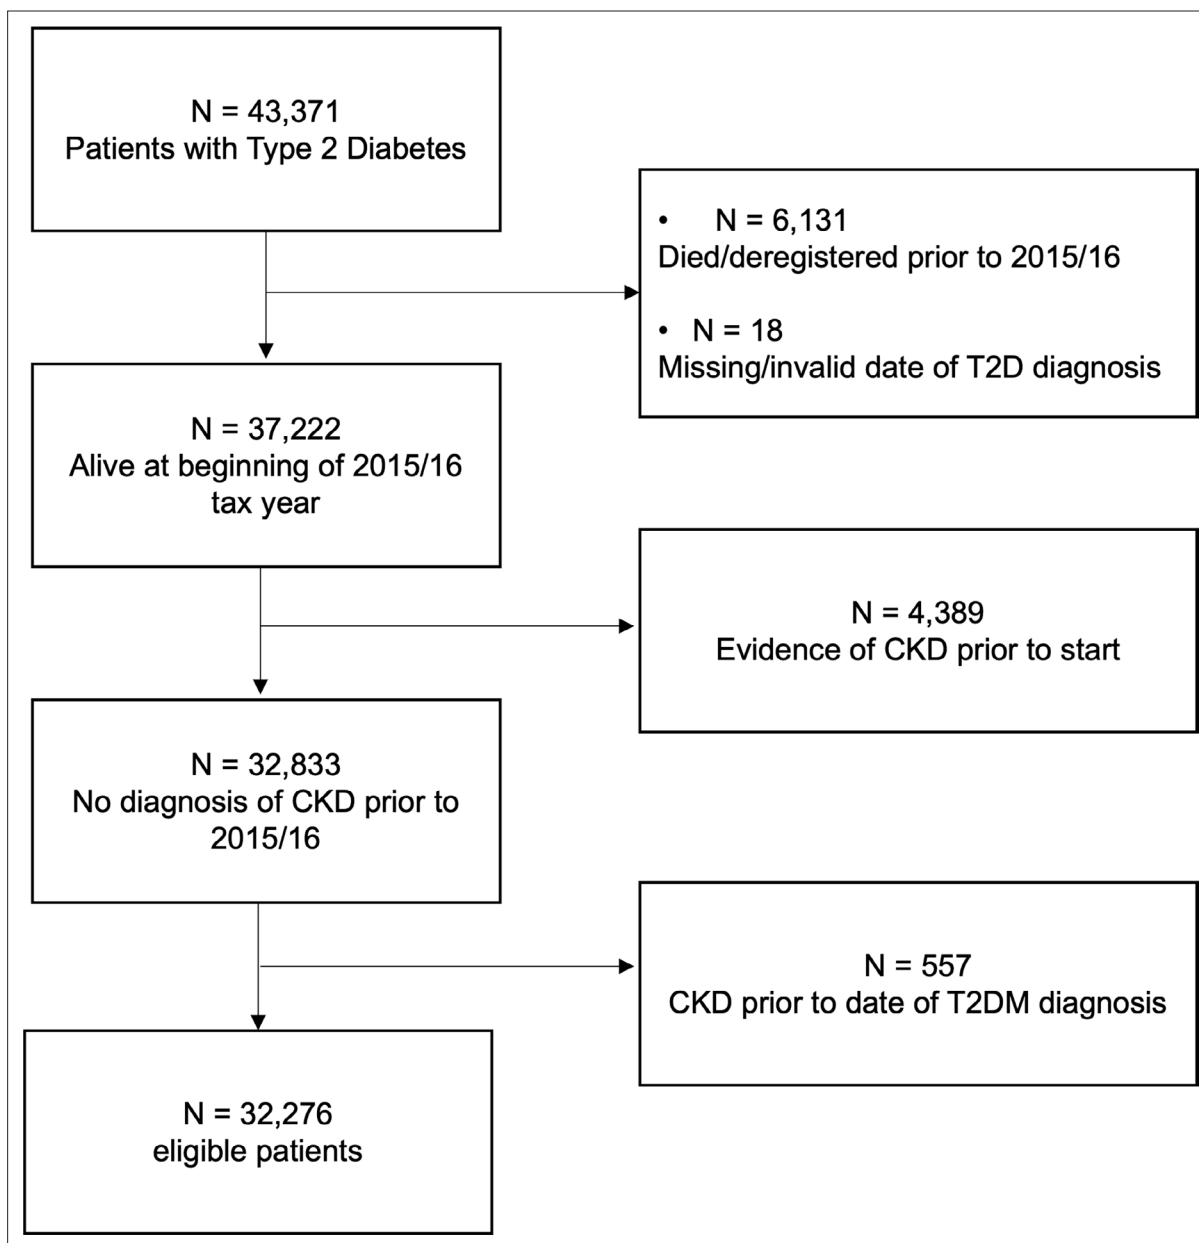 N = 43,371
Patients with Type 2 Diabetes
• N = 6,131
Died/deregistered prior to 2015/16
• N = 18
Missing/invalid date of T2D diagnosis
N = 37,222
Alive at beginning of 2015/16
tax year
N = 4,389
Evidence of CKD prior to start
N = 32,833
No diagnosis of CKD prior to
2015/16
N = 557
CKD prior to date of T2DM diagnosis
N = 32,276
eligible patients